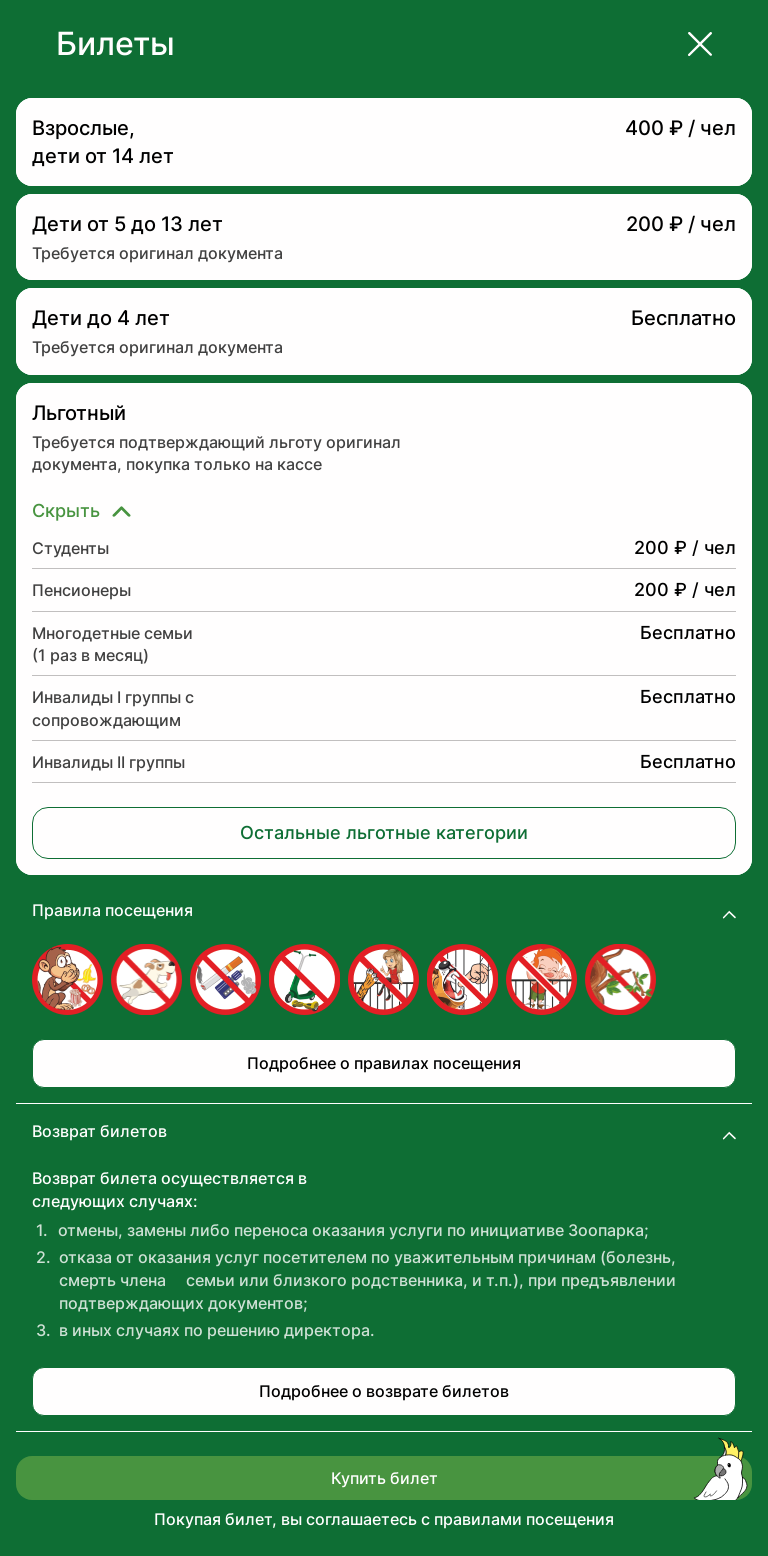 Билеты
Взрослые,
дети от 14 лет
400 ₽ / чел
Дети от 5 до 13 лет
200 ₽ / чел
Требуется оригинал документа
Дети до 4 лет
Бесплатно
Требуется оригинал документа
Льготный
Требуется подтверждающий льготу оригинал
документа, покупка только на кассе
Скрыть
Студенты
200 ₽ / чел
Пенсионеры
200 ₽ / чел
Многодетные семьи
(1 раз в месяц)
Бесплатно
Инвалиды I группы с
сопровождающим
Бесплатно
Инвалиды II группы
Бесплатно
Остальные льготные категории
Правила посещения
Подробнее о правилах посещения
Возврат билетов
Возврат билета осуществляется в
следующих случаях:
1. отмены, замены либо переноса оказания услуги по инициативе Зоопарка;
2. отказа от оказания услуг посетителем по уважительным причинам (болезнь,
смерть члена семьи или близкого родственника, и т.п.), при предъявлении
подтверждающих документов;
3. в иных случаях по решению директора.
Подробнее о возврате билетов
Купить билет
Покупая билет, вы соглашаетесь с правилами посещения